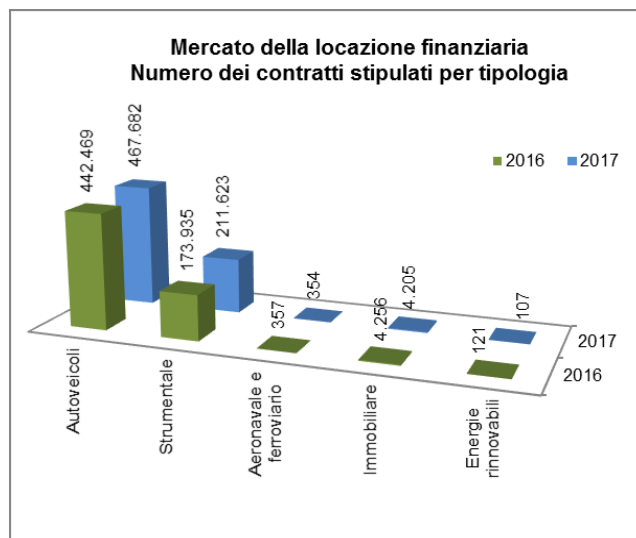 Mercato della locazione finanziaria
Numero dei contratti stipulati per tipologia
2016
2017
442.469
467.682
173.935
211.623
357
354
4.256
4.205
121
107
2017
2016
Autoveicoli
Strumentale
Aeronavale e
ferroviario
Immobiliare
Energie
rinnovabili